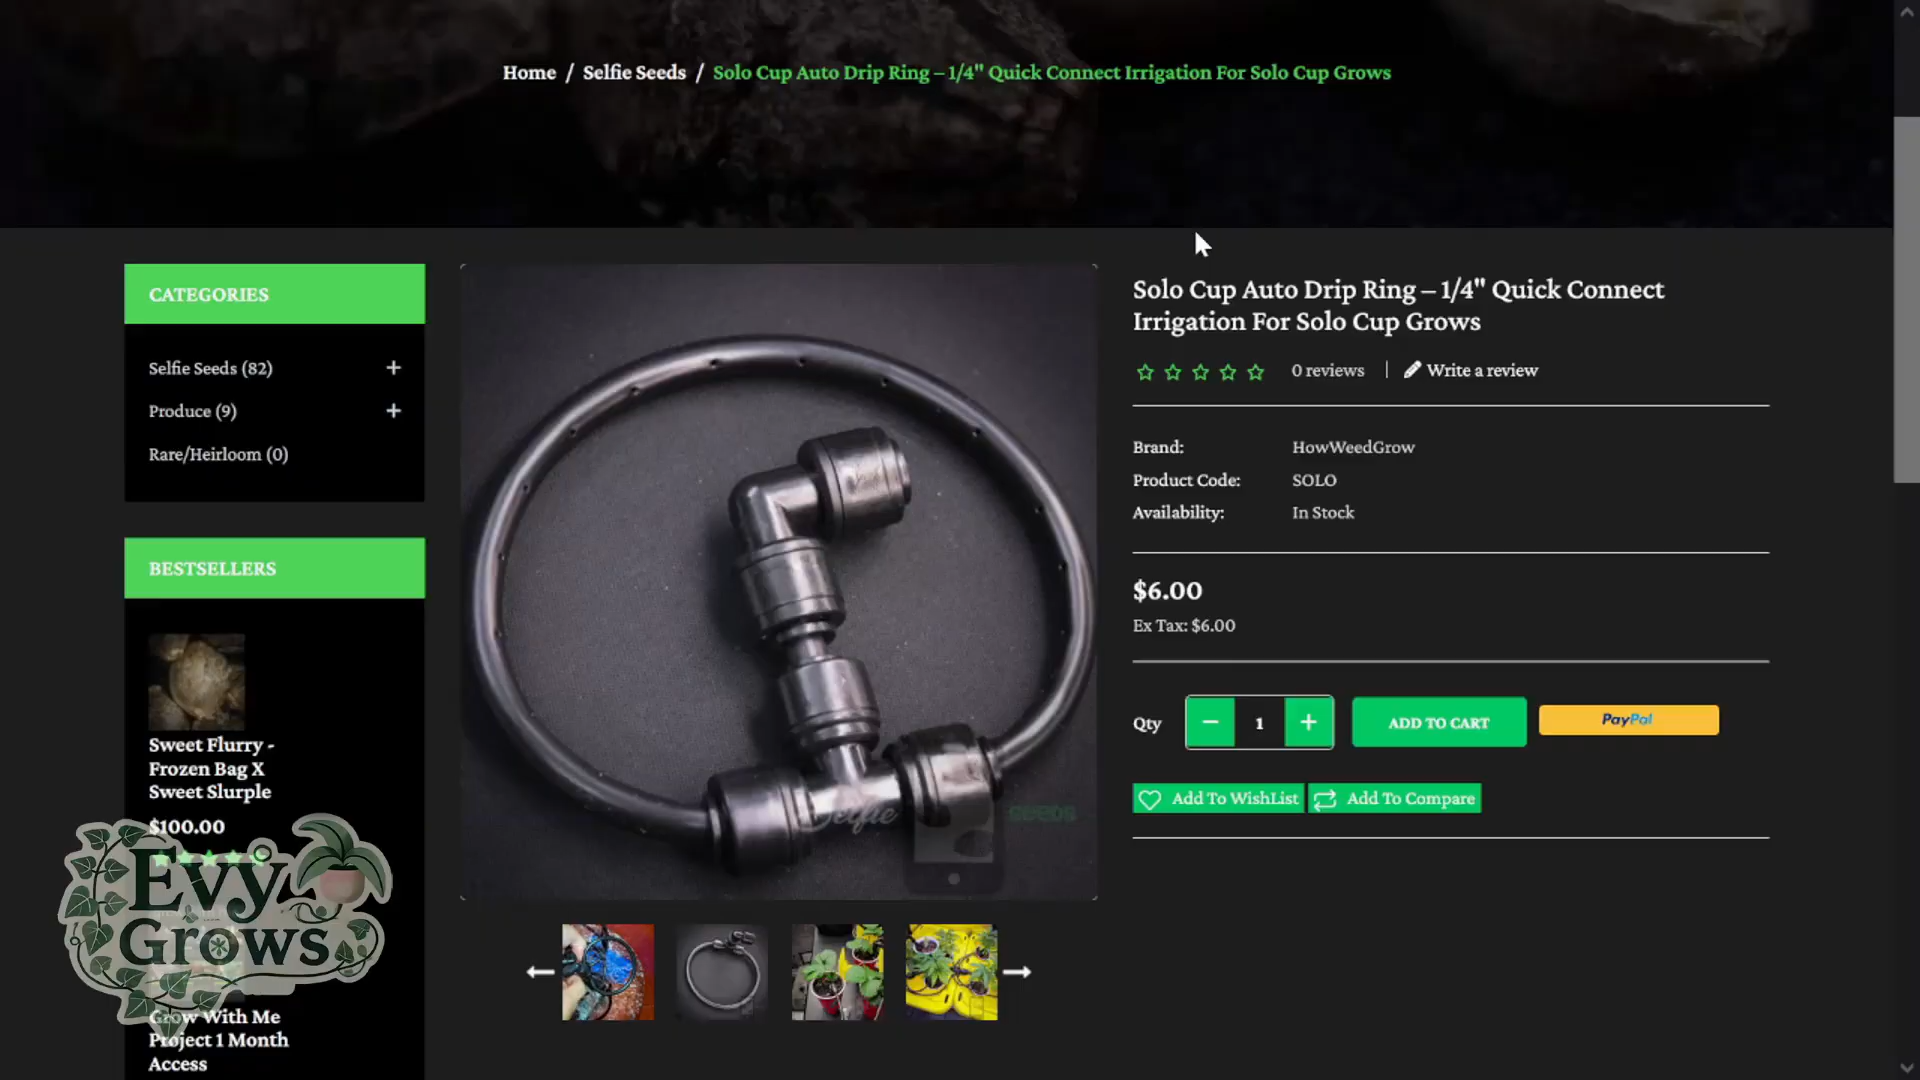 Home / Selfie Seeds / Solo Cup Auto Drip Ring – 1/4" Quick Connect Irrigation For Solo Cup Grows
CATEGORIES
Selfie Seeds (82) +
Produce (9) +
Rare/Heirloom (0)
BESTSELLERS
Sweet Flurry -
Frozen Bag X
Sweet Slurple
$100.00
Evy
Grows
Grow With Me
Project 1 Month
Access
Selfie
SEEDS
Solo Cup Auto Drip Ring – 1/4" Quick Connect
Irrigation For Solo Cup Grows
0 reviews | Write a review
Brand: HowWeedGrow
Product Code: SOLO
Availability: In Stock
$6.00
Ex Tax: $6.00
Qty − 1 + ADD TO CART PayPal
Add To WishList Add To Compare